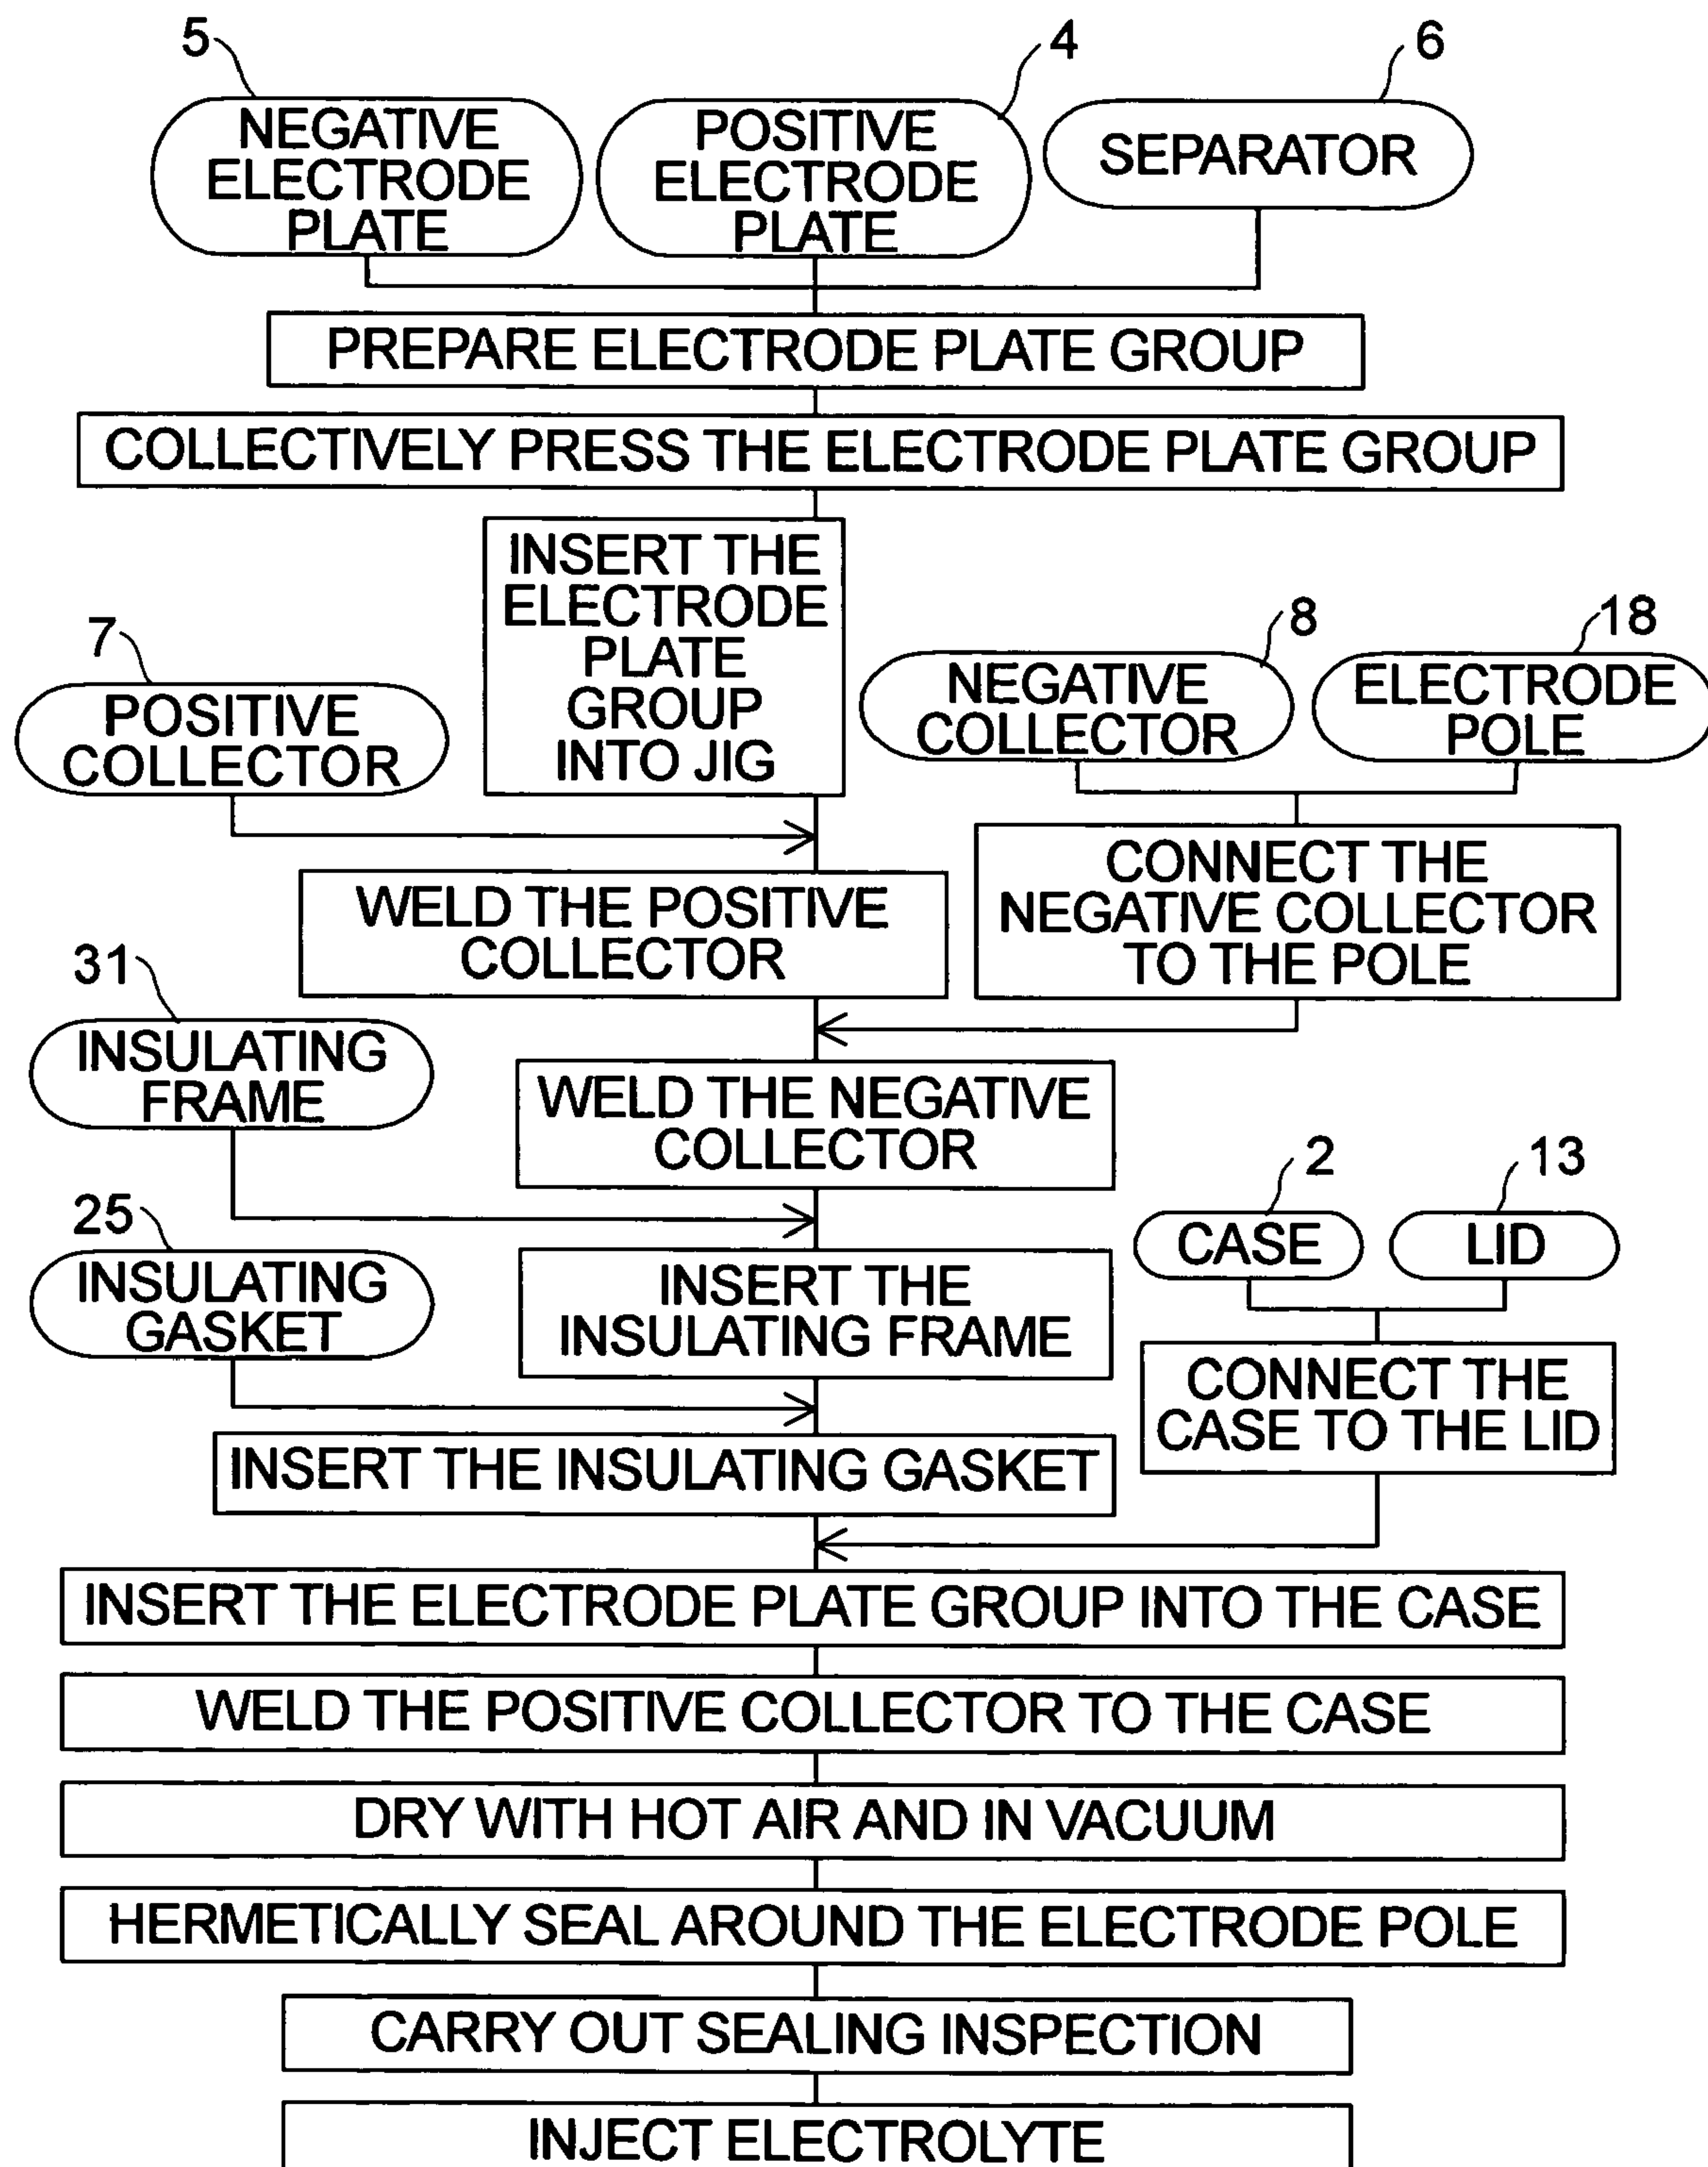 5
4
6
NEGATIVE
ELECTRODE
PLATE
POSITIVE
ELECTRODE
PLATE
SEPARATOR
PREPARE ELECTRODE PLATE GROUP
COLLECTIVELY PRESS THE ELECTRODE PLATE GROUP
INSERT THE
ELECTRODE
PLATE
GROUP
INTO JIG
7
POSITIVE
COLLECTOR
8
NEGATIVE
COLLECTOR
18
ELECTRODE
POLE
WELD THE POSITIVE
COLLECTOR
CONNECT THE
NEGATIVE COLLECTOR
TO THE POLE
31
INSULATING
FRAME
WELD THE NEGATIVE
COLLECTOR
25
INSULATING
GASKET
INSERT THE
INSULATING FRAME
2
CASE
13
LID
CONNECT THE
CASE TO THE LID
INSERT THE INSULATING GASKET
INSERT THE ELECTRODE PLATE GROUP INTO THE CASE
WELD THE POSITIVE COLLECTOR TO THE CASE
DRY WITH HOT AIR AND IN VACUUM
HERMETICALLY SEAL AROUND THE ELECTRODE POLE
CARRY OUT SEALING INSPECTION
INJECT ELECTROLYTE